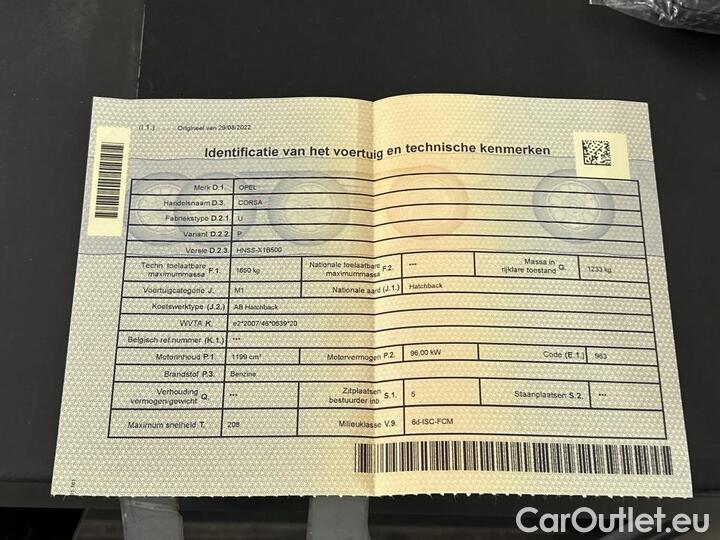 (I.1.) Origineel van 29/08/2022
Identificatie van het voertuig en technische kenmerken
Merk D.1. OPEL
Handelsnaam D.3. CORSA
Fabriekstype D.2.1. U
Variant D.2.2. P
Versie D.2.3. HNSS-X1B500
Techn. toelaatbare maximummassa F.1. 1650 kg Nationale toelaatbare maximummassa F.2. *** Massa in rijklare toestand G. 1233 kg
Voertuigcategorie J. M1 Nationale aard (J.1.) Hatchback
Koetswerktype (J.2.) AB Hatchback
WVTA K. e2*2007/46*0639*20
Belgisch ref.nummer (K.1.) ***
Motorinhoud P.1. 1199 cm³ Motorvermogen P.2. 96,00 kW Code (E.1.) 963
Brandstof P.3. Benzine
Verhouding vermogen/gewicht Q. *** Zitplaatsen bestuurder inb. S.1. 5 Staanplaatsen S.2. ***
Maximum snelheid T. 208 Milieuklasse V.9. 6d-ISC-FCM
CarOutlet.eu